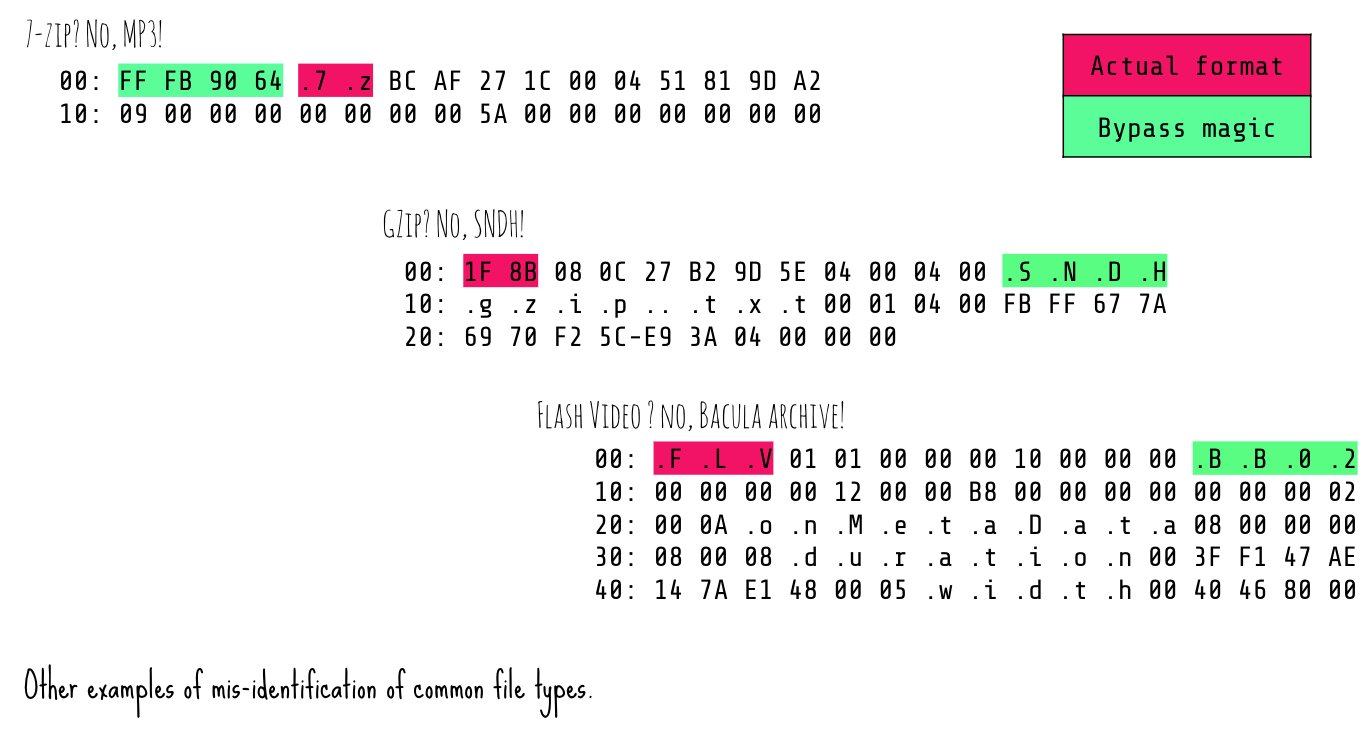 7-zip? No, MP3!
00: FF FB 90 64 .7 .z BC AF 27 1C 00 04 51 81 9D A2
10: 09 00 00 00 00 00 00 00 5A 00 00 00 00 00 00 00
Actual format
Bypass magic
GZip? No, SNDH!
00: 1F 8B 08 0C 27 B2 9D 5E 04 00 04 00 .S .N .D .H
10: .g .z .i .p .. .t .x .t 00 01 04 00 FB FF 67 7A
20: 69 70 F2 5C-E9 3A 04 00 00 00
Flash Video ? no, Bacula archive!
00: .F .L .V 01 01 00 00 00 10 00 00 00 .B .B .0 .2
10: 00 00 00 00 12 00 00 B8 00 00 00 00 00 00 00 02
20: 00 0A .o .n .M .e .t .a .D .a .t .a 08 00 00 00
30: 08 00 08 .d .u .r .a .t .i .o .n 00 3F F1 47 AE
40: 14 7A E1 48 00 05 .w .i .d .t .h 00 40 46 80 00
Other examples of mis-identification of common file types.